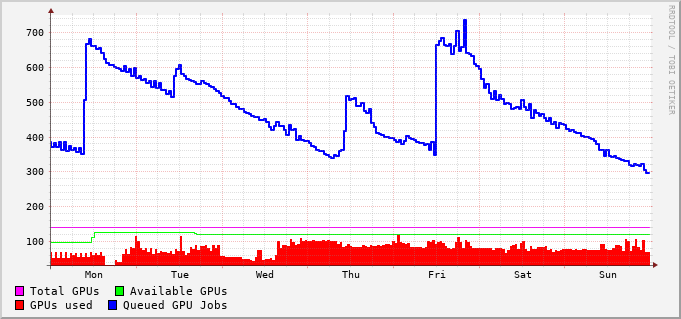 700
600
500
400
300
200
100
Mon Tue Wed Thu Fri Sat Sun
Total GPUs Available GPUs
GPUs used Queued GPU Jobs
RRDTOOL / TOBI OETIKER